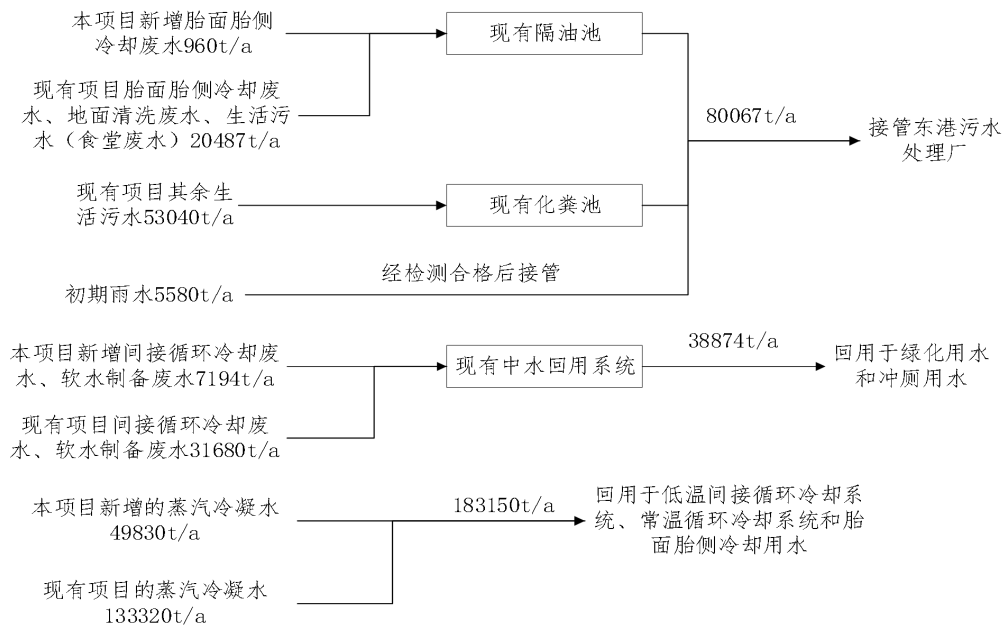 本项目新增胎面胎侧
冷却废水960t/a
现有隔油池
现有项目胎面胎侧冷却废
水、地面清洗废水、生活污
水（食堂废水）20487t/a
80067t/a
接管东港污水
处理厂
现有项目其余生
活污水53040t/a
现有化粪池
经检测合格后接管
初期雨水5580t/a
本项目新增间接循环冷却废
水、软水制备废水7194t/a
现有中水回用系统
38874t/a
回用于绿化用水
和冲厕用水
现有项目间接循环冷却废
水、软水制备废水31680t/a
本项目新增的蒸汽冷凝水
49830t/a
183150t/a
回用于低温间接循环冷却系
统、常温循环冷却系统和胎
面胎侧冷却用水
现有项目的蒸汽冷凝水
133320t/a